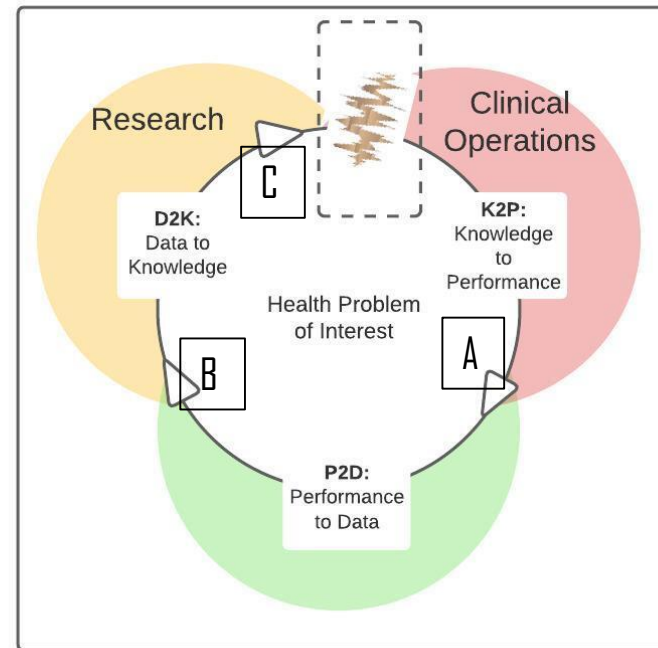 Research
Clinical
Operations
C
D2K:
Data to
Knowledge
K2P:
Knowledge
to
Performance
Health Problem
of Interest
A
B
P2D:
Performance
to Data